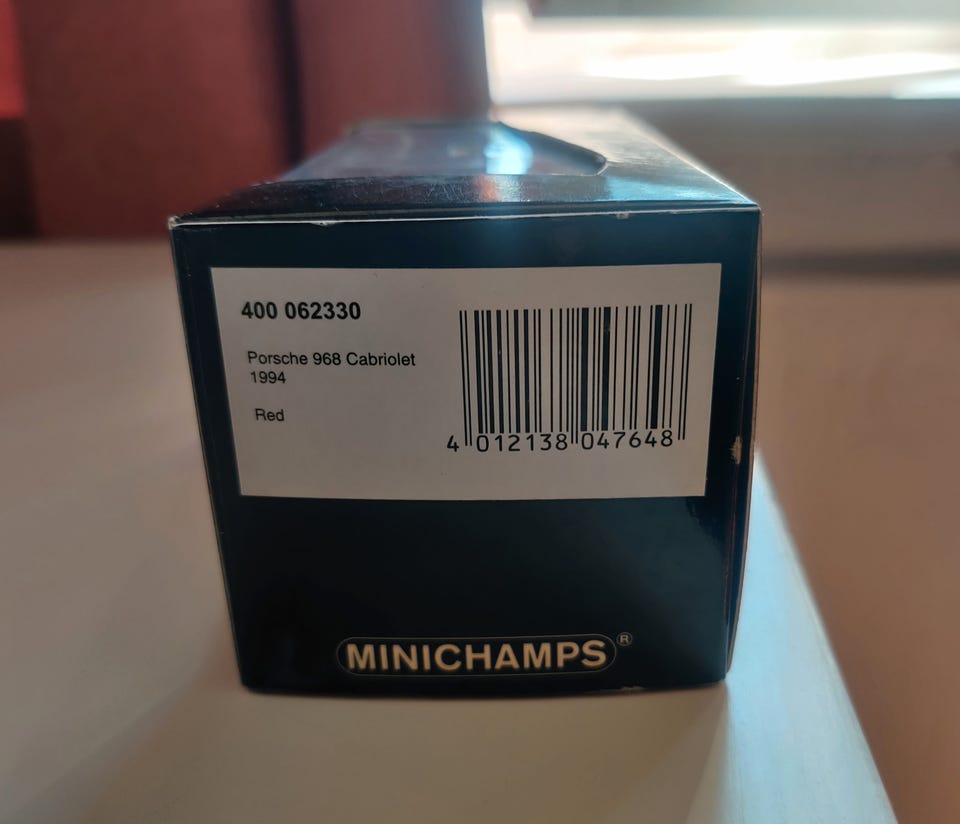 400 062330
Porsche 968 Cabriolet
1994
Red
4 012138 047648
MINICHAMPS®